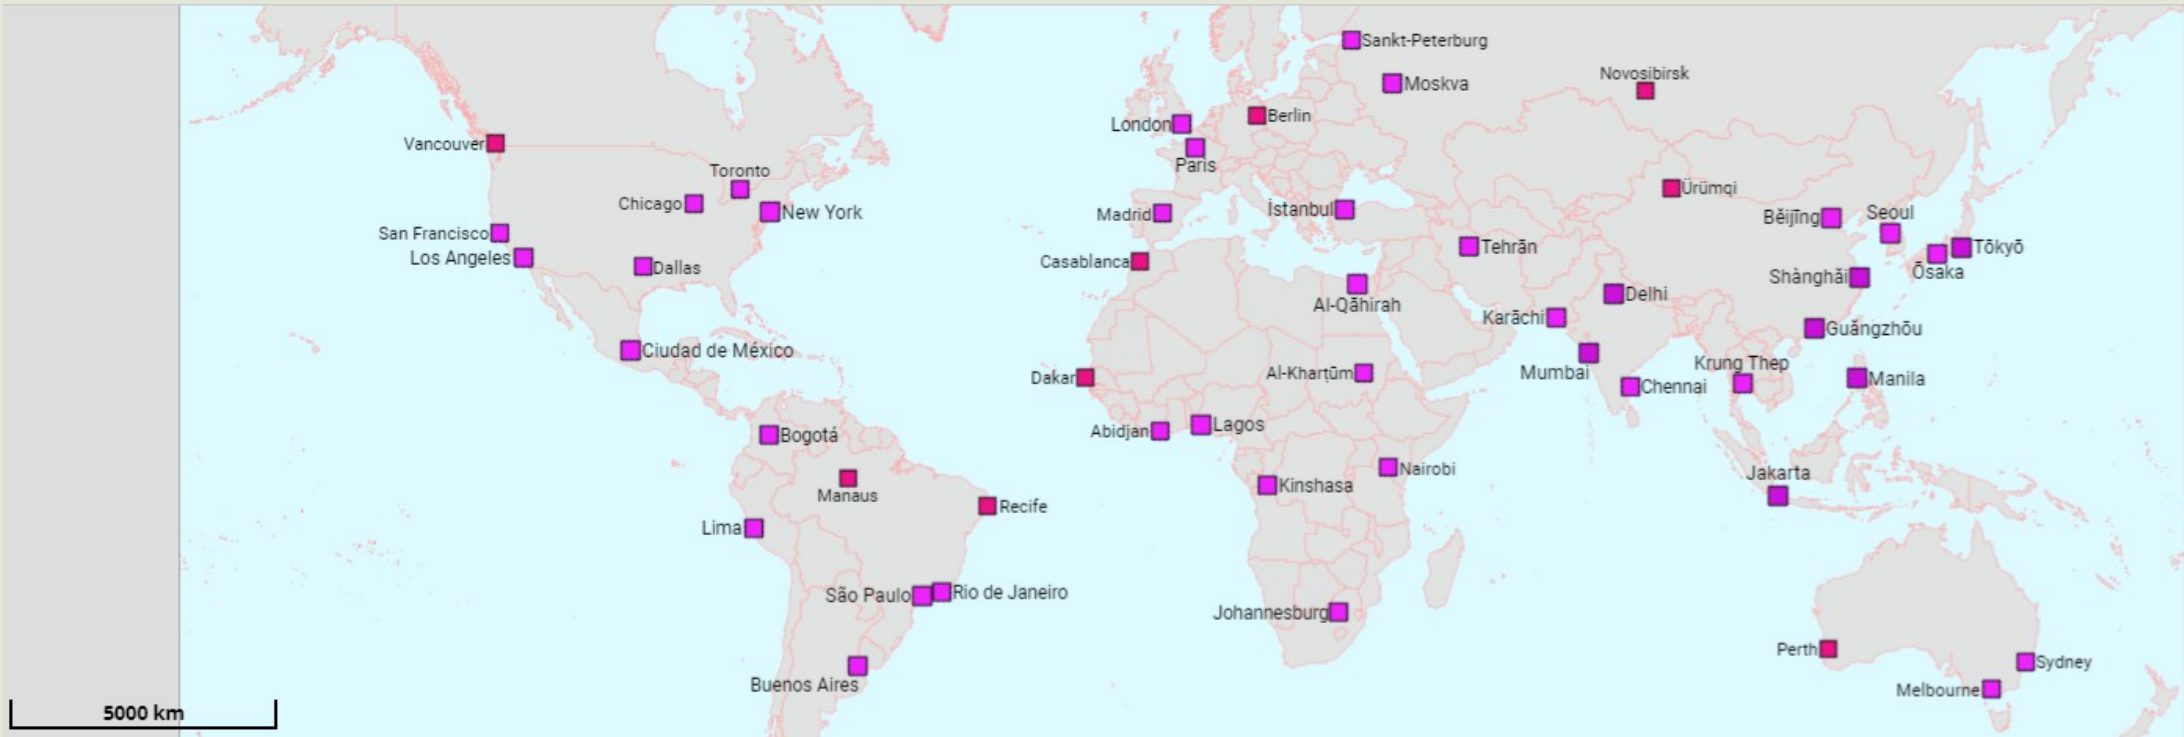 Sankt-Peterburg
Novosibirsk
Moskva
Berlin
London
Vancouver
Paris
Toronto
Ürümqi
Chicago
New York
Madrid
İstanbul
Běijīng
Seoul
San Francisco
Tehrān
Tōkyō
Los Angeles
Dallas
Casablanca
Ōsaka
Shànghǎi
Delhi
Al-Qāhirah
Karāchi
Guǎngzhōu
Ciudad de México
Krung Thep
Mumbai
Al-Kharṭūm
Dakar
Chennai
Manila
Abidjan
Lagos
Bogotá
Nairobi
Jakarta
Kinshasa
Manaus
Recife
Lima
São Paulo
Rio de Janeiro
Johannesburg
Perth
Sydney
Buenos Aires
Melbourne
5000 km